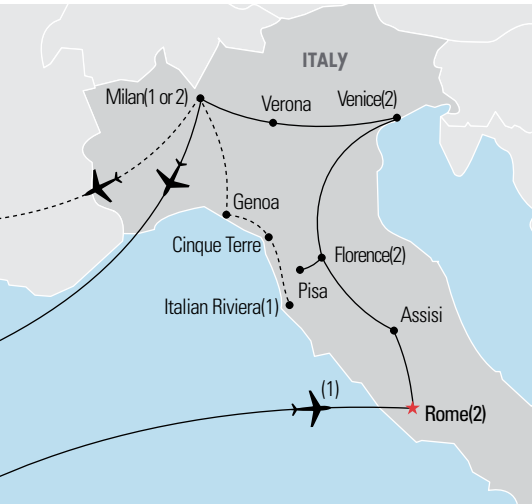 ITALY
Milan(1 or 2)
Verona
Venice(2)
Genoa
Cinque Terre
Florence(2)
Pisa
Italian Riviera(1)
Assisi
(1)
Rome(2)